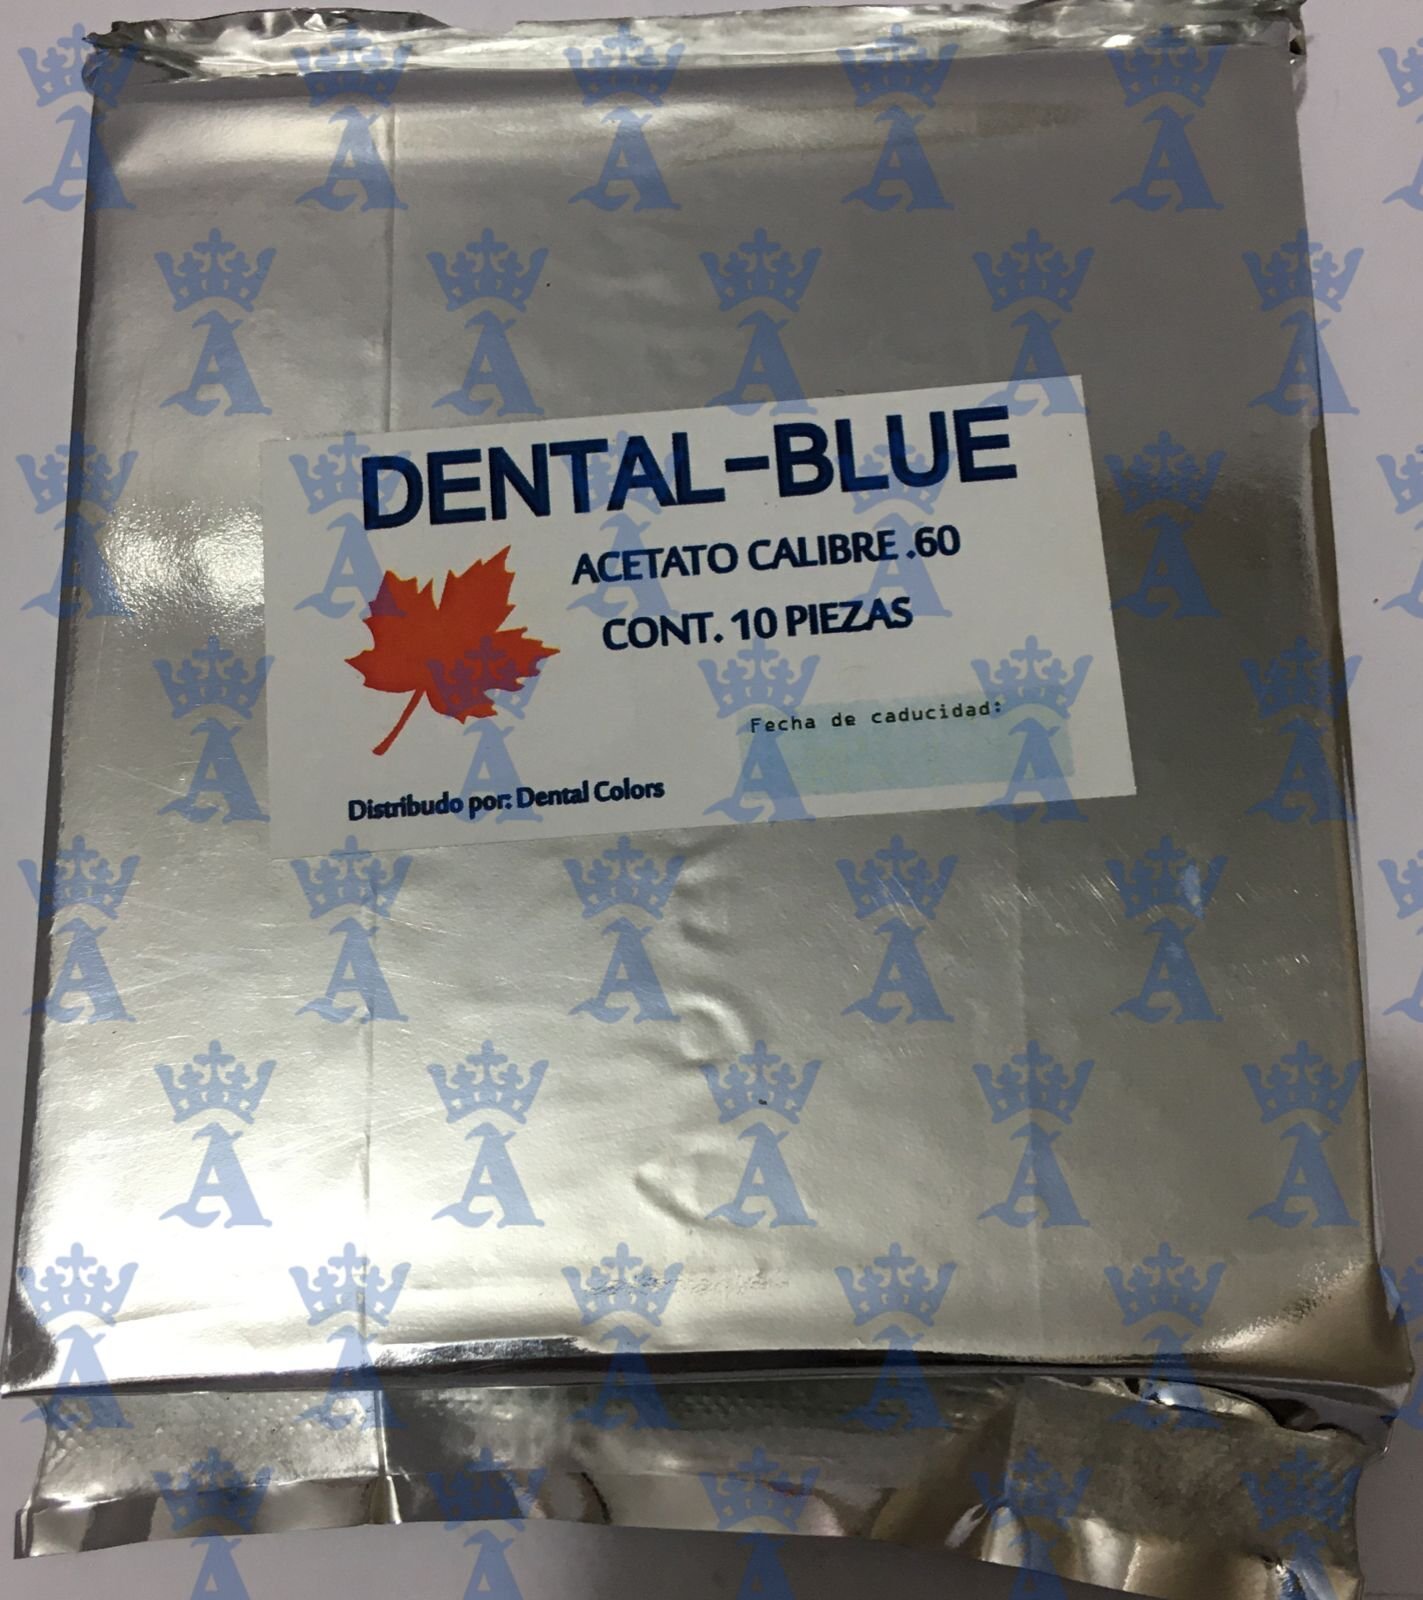 DENTAL-BLUE
ACETATO CALIBRE .60
CONT. 10 PIEZAS
Fecha de caducidad:
Distribudo por: Dental Colors